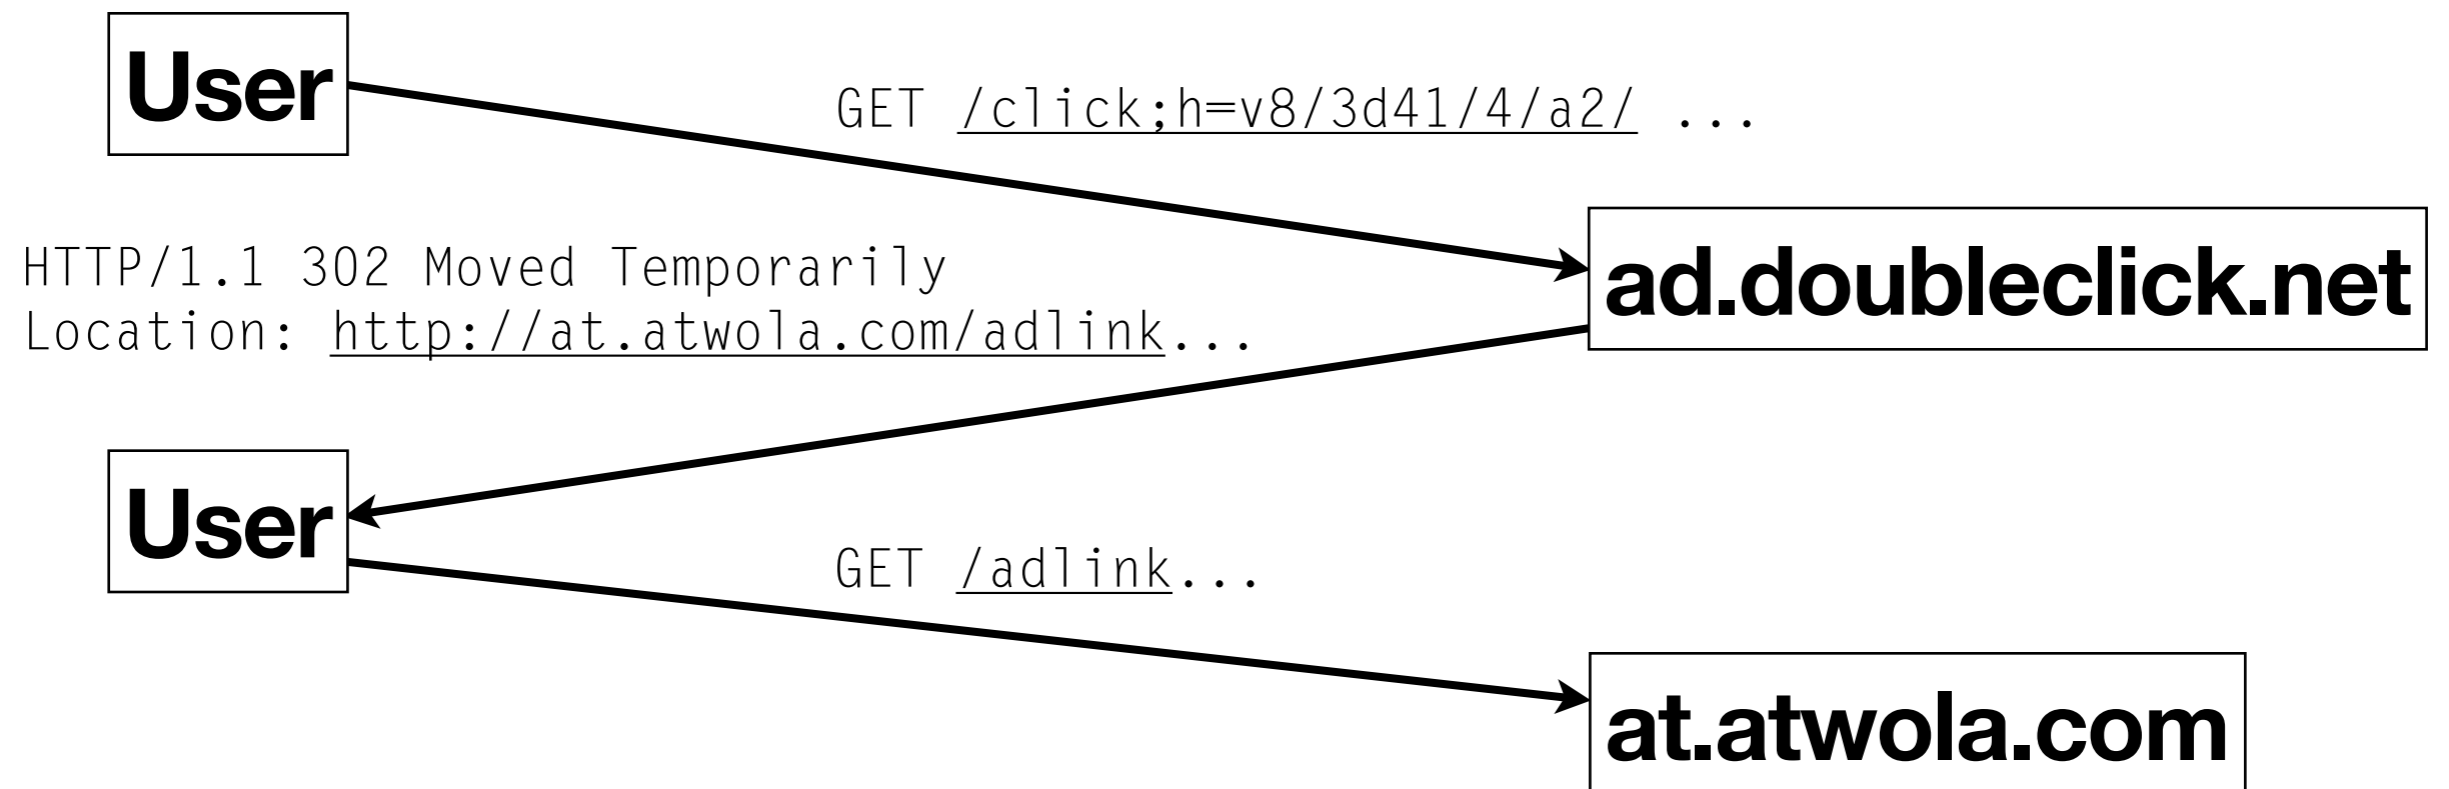 User
GET /click;h=v8/3d41/4/a2/ ...
ad.doubleclick.net
HTTP/1.1 302 Moved Temporarily
Location: http://at.atwola.com/adlink...
User
GET /adlink...
at.atwola.com